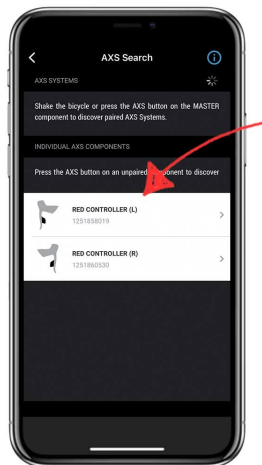 AXS Search
AXS SYSTEMS
Shake the bicycle or press the AXS button on the MASTER
component to discover paired AXS Systems.
INDIVIDUAL AXS COMPONENTS
Press the AXS button on an unpaired component to discover
RED CONTROLLER (L)
1251858019
RED CONTROLLER (R)
1251860530